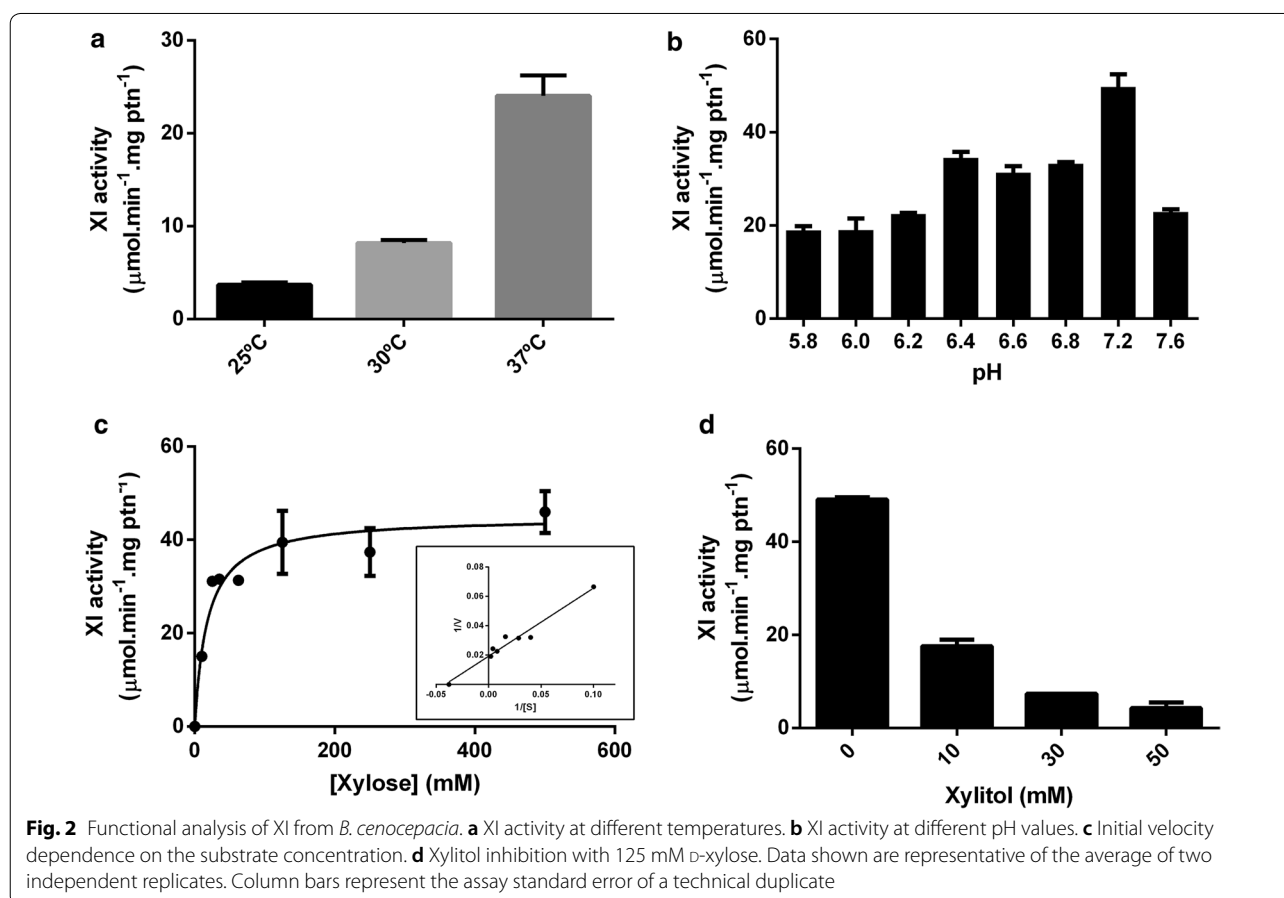 a
XI activity
(µmol.min⁻¹.mg ptn⁻¹)
30
20
10
0
25ºC
30ºC
37ºC
b
XI activity
(µmol.min⁻¹.mg ptn⁻¹)
60
40
20
0
5.8 6.0 6.2 6.4 6.6 6.8 7.2 7.6
pH
c
XI activity
(µmol.min⁻¹.mg ptn⁻¹)
60
40
20
0
0 200 400 600
[Xylose] (mM)
1/V
0.08
0.06
0.04
0.02
-0.05 0.00 0.05 0.10
1/[S]
d
XI activity
(µmol.min⁻¹.mg ptn⁻¹)
60
40
20
0
0 10 30 50
Xylitol (mM)
Fig. 2 Functional analysis of XI from B. cenocepacia. a XI activity at different temperatures. b XI activity at different pH values. c Initial velocity
dependence on the substrate concentration. d Xylitol inhibition with 125 mM D-xylose. Data shown are representative of the average of two
independent replicates. Column bars represent the assay standard error of a technical duplicate